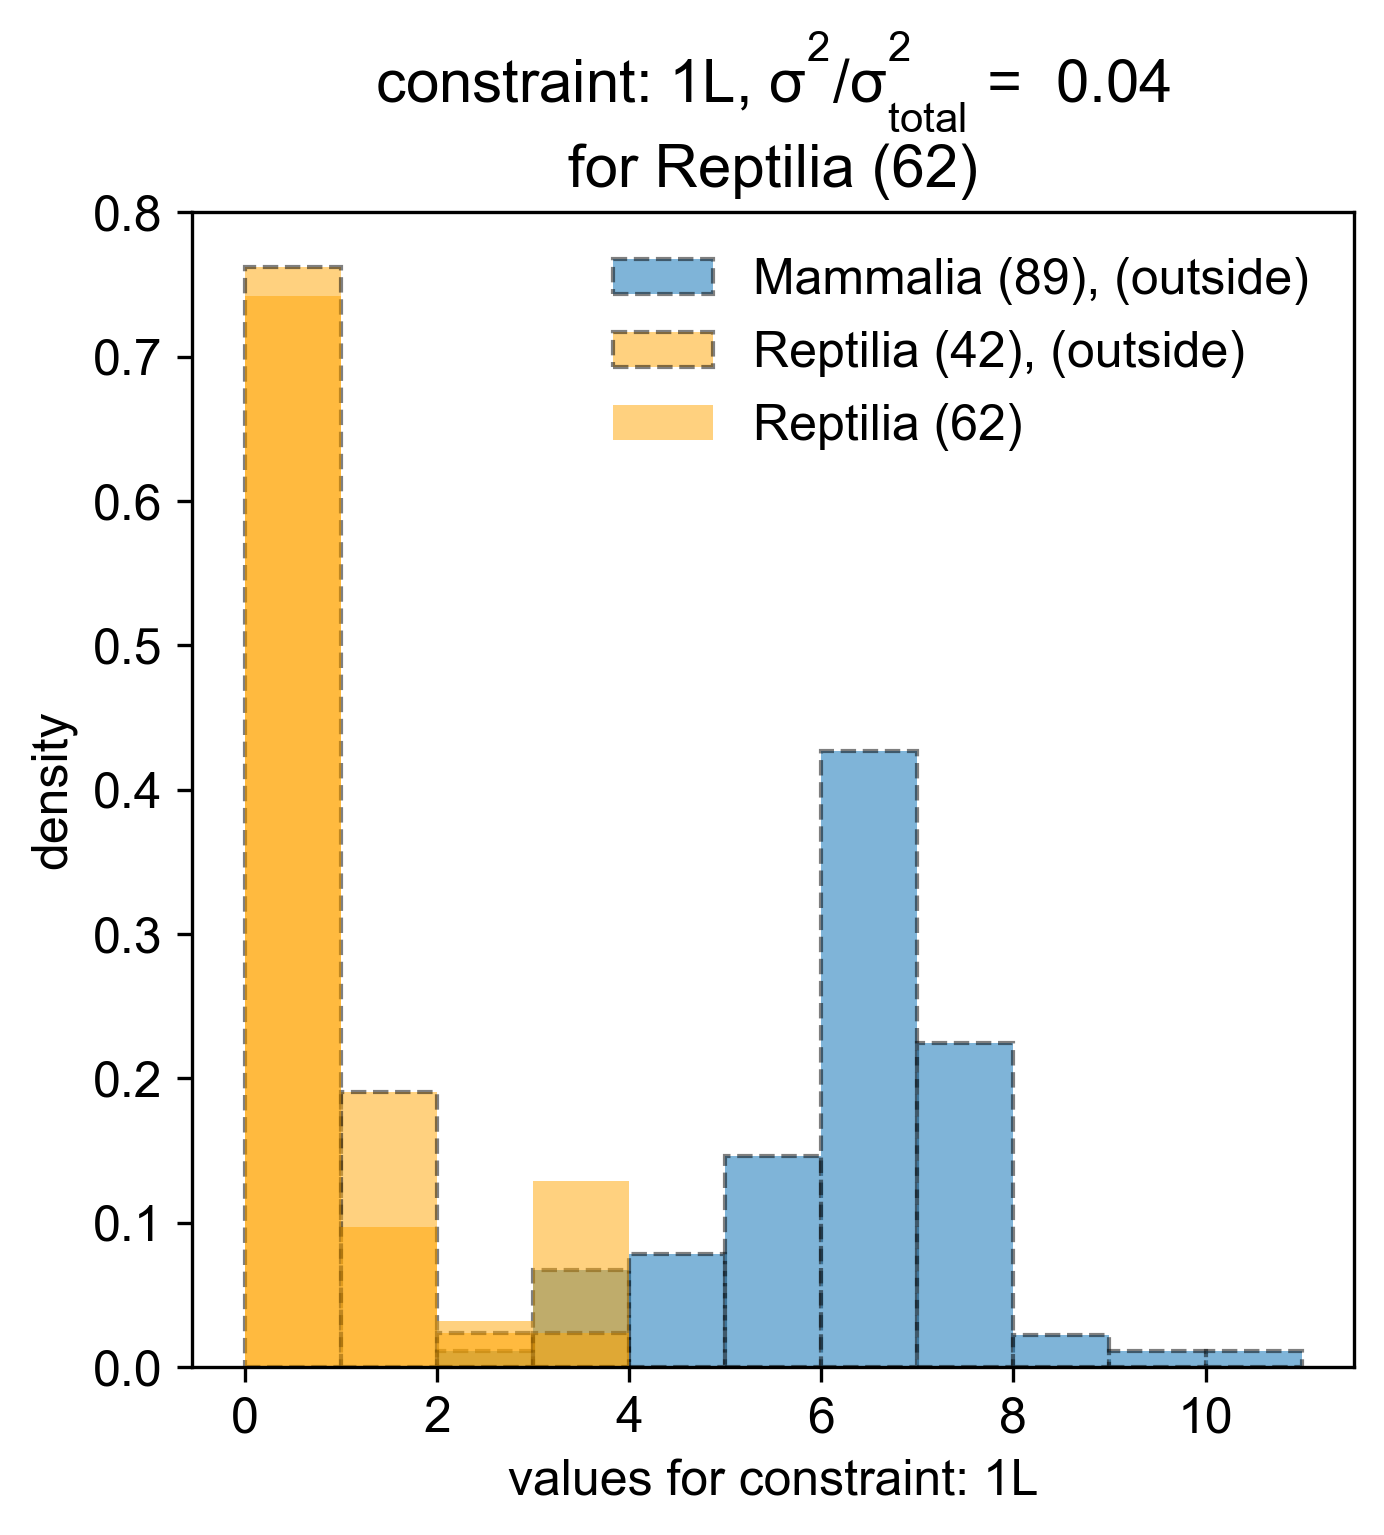 constraint: 1L, σ²/σ²total = 0.04
for Reptilia (62)
Mammalia (89), (outside)
Reptilia (42), (outside)
Reptilia (62)
0.8
0.7
0.6
0.5
0.4
0.3
0.2
0.1
0.0
density
0 2 4 6 8 10
values for constraint: 1L